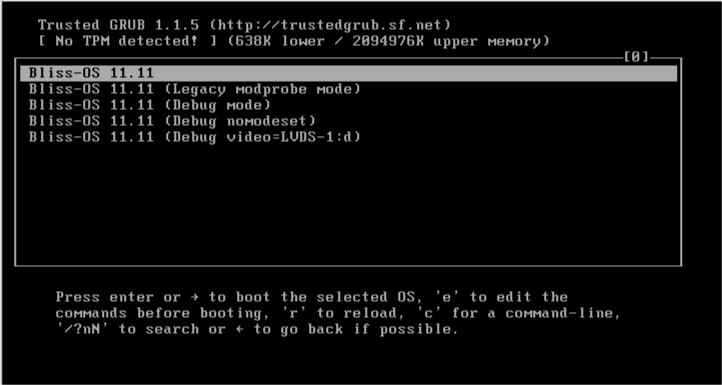 Trusted GRUB 1.1.5 (http://trustedgrub.sf.net)
[ No TPM detected! ] (638K lower / 2094976K upper memory)
[0]
Bliss-OS 11.11
Bliss-OS 11.11 (Legacy modprobe mode)
Bliss-OS 11.11 (Debug mode)
Bliss-OS 11.11 (Debug nomodeset)
Bliss-OS 11.11 (Debug video=LVDS-1:d)
Press enter or → to boot the selected OS, 'e' to edit the
commands before booting, 'r' to reload, 'c' for a command-line,
'/?nN' to search or ← to go back if possible.